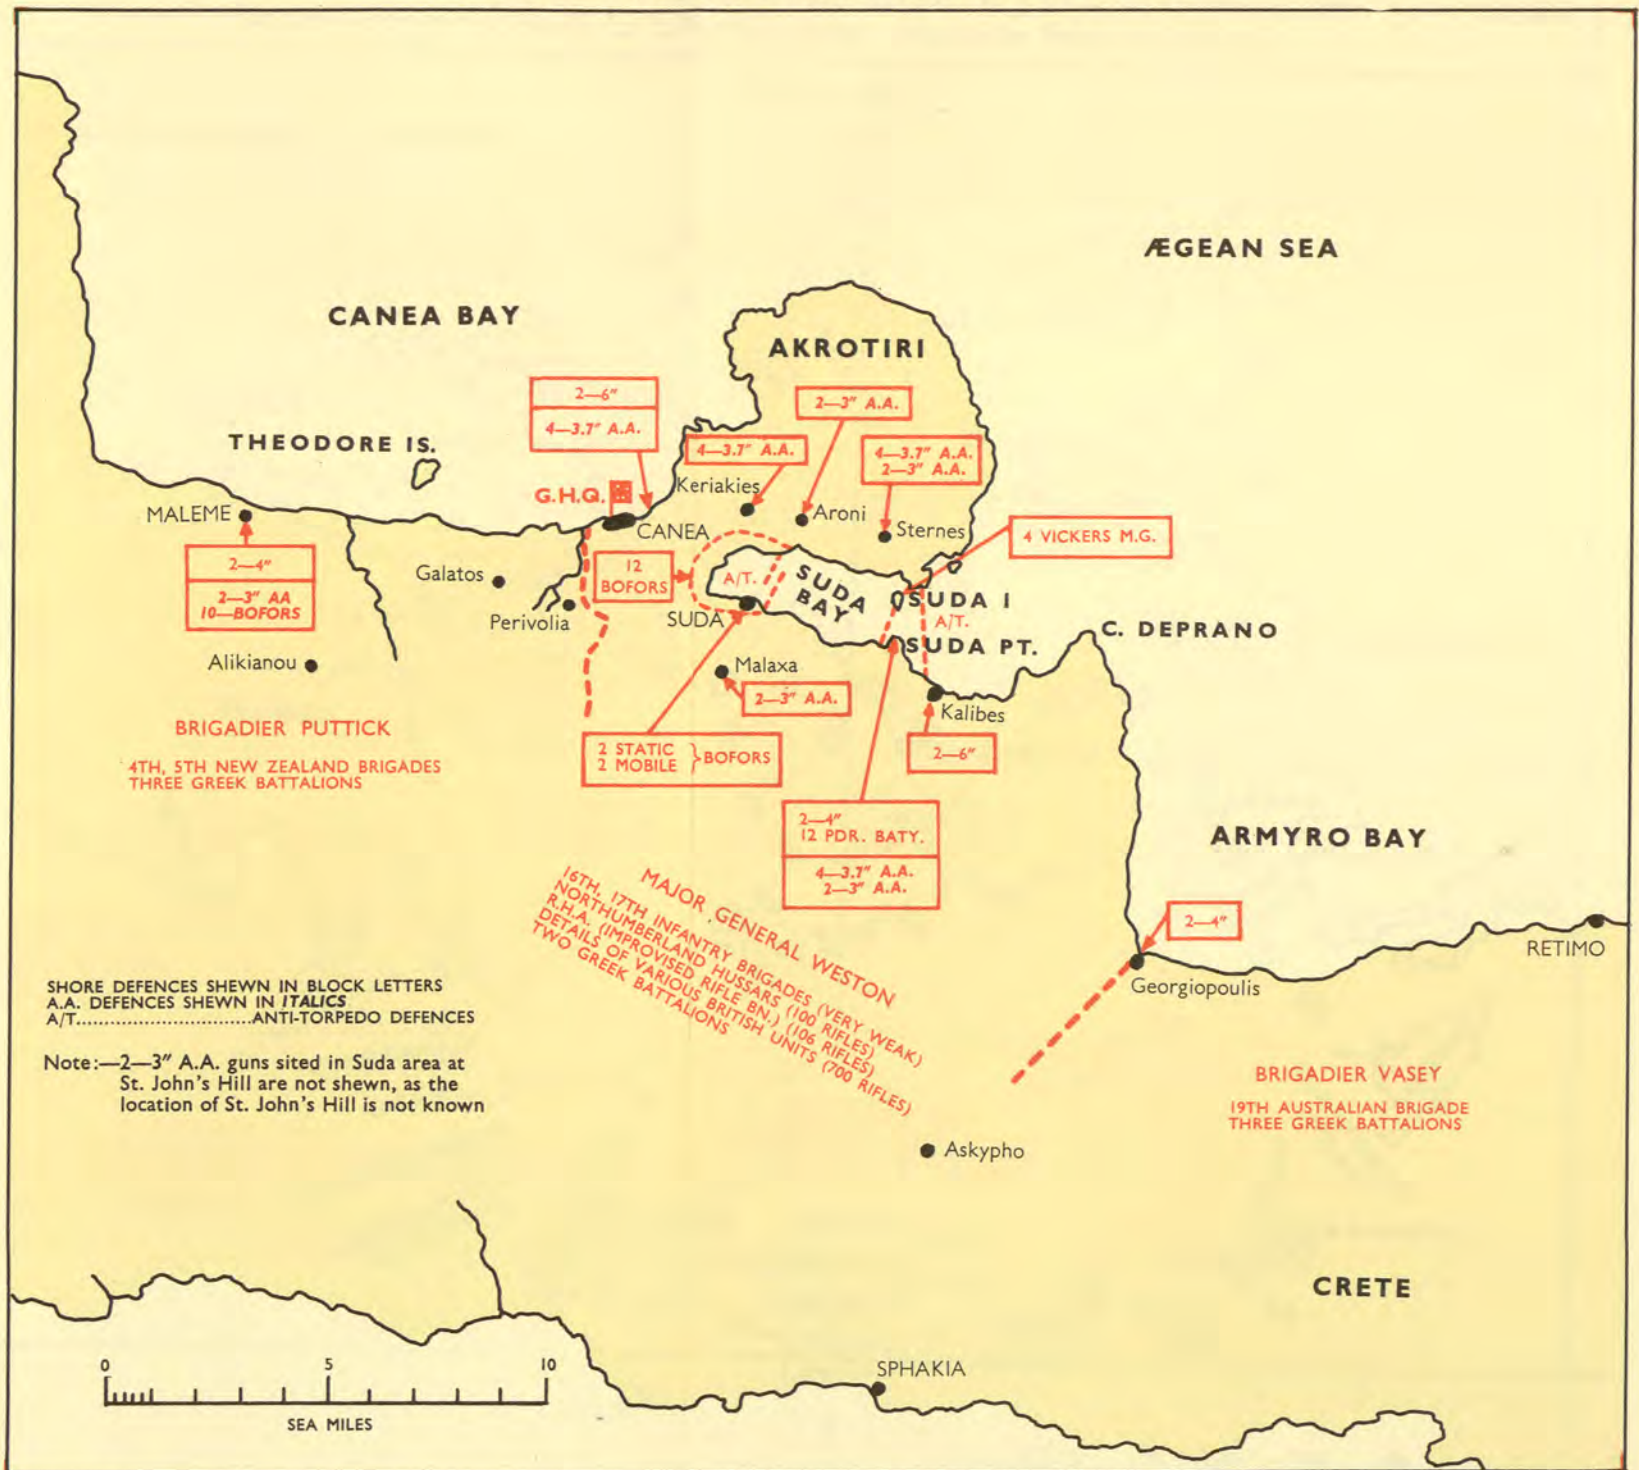 ÆGEAN SEA
CANEA BAY
AKROTIRI
2—6"
4—3.7" A.A.
2—3" A.A.
THEODORE IS.
4—3.7" A.A.
4—3.7" A.A.
2—3" A.A.
G.H.Q.
Keriakies
MALEME
CANEA
Aroni
Sternes
4 VICKERS M.G.
2—4"
2—3" AA
10—BOFORS
Galatos
12
BOFORS
A/T.
SUDA
BAY
SUDA I
A/T.
Perivolia
SUDA
SUDA PT.
C. DEPRANO
Alikianou
Malaxa
2—3" A.A.
Kalibes
BRIGADIER PUTTICK
4TH, 5TH NEW ZEALAND BRIGADES
THREE GREEK BATTALIONS
2 STATIC
2 MOBILE }BOFORS
2—6"
2—4"
12 PDR. BATY.
4—3.7" A.A.
2—3" A.A.
ARMYRO BAY
MAJOR GENERAL WESTON
16TH, 17TH INFANTRY BRIGADES (VERY WEAK)
NORTHUMBERLAND HUSSARS (100 RIFLES)
R.H.A. (IMPROVISED RIFLE BN.) (106 RIFLES)
DETAILS OF VARIOUS BRITISH UNITS (700 RIFLES)
TWO GREEK BATTALIONS
2—4"
RETIMO
Georgiopoulis
SHORE DEFENCES SHEWN IN BLOCK LETTERS
A.A. DEFENCES SHEWN IN ITALICS
A/T..............................ANTI-TORPEDO DEFENCES
Note:—2—3" A.A. guns sited in Suda area at
St. John's Hill are not shewn, as the
location of St. John's Hill is not known
BRIGADIER VASEY
19TH AUSTRALIAN BRIGADE
THREE GREEK BATTALIONS
Askypho
CRETE
SPHAKIA
0 5 10
SEA MILES